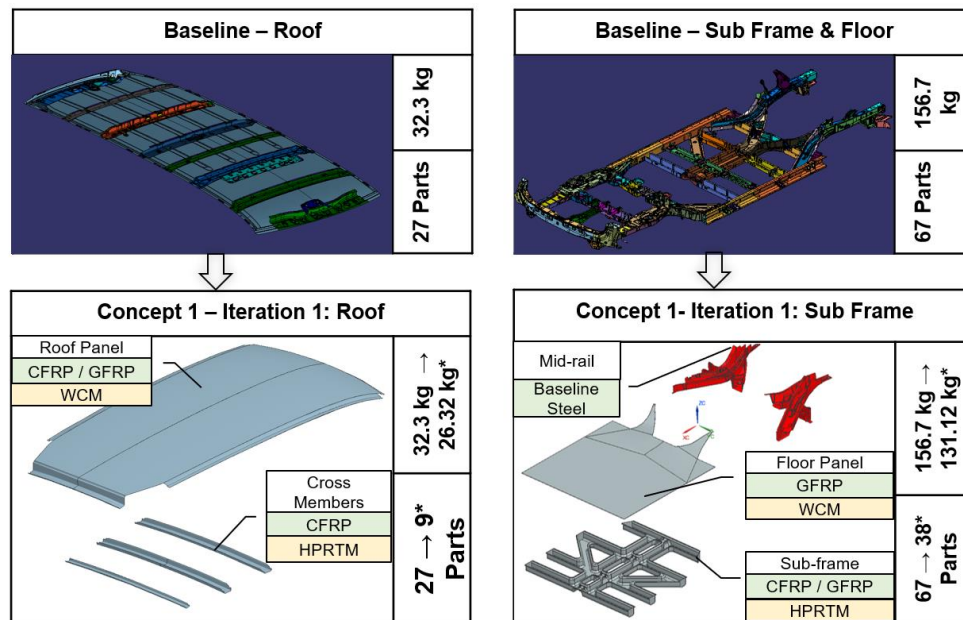 Baseline – Roof
32.3 kg
27 Parts
Baseline – Sub Frame & Floor
156.7
kg
67 Parts
Concept 1 – Iteration 1: Roof
Roof Panel
CFRP / GFRP
WCM
Cross
Members
CFRP
HPRTM
32.3 kg →
26.32 kg*
27 → 9*
Parts
Concept 1- Iteration 1: Sub Frame
Mid-rail
Baseline
Steel
Floor Panel
GFRP
WCM
Sub-frame
CFRP / GFRP
HPRTM
156.7 kg →
131.12 kg*
67 → 38*
Parts